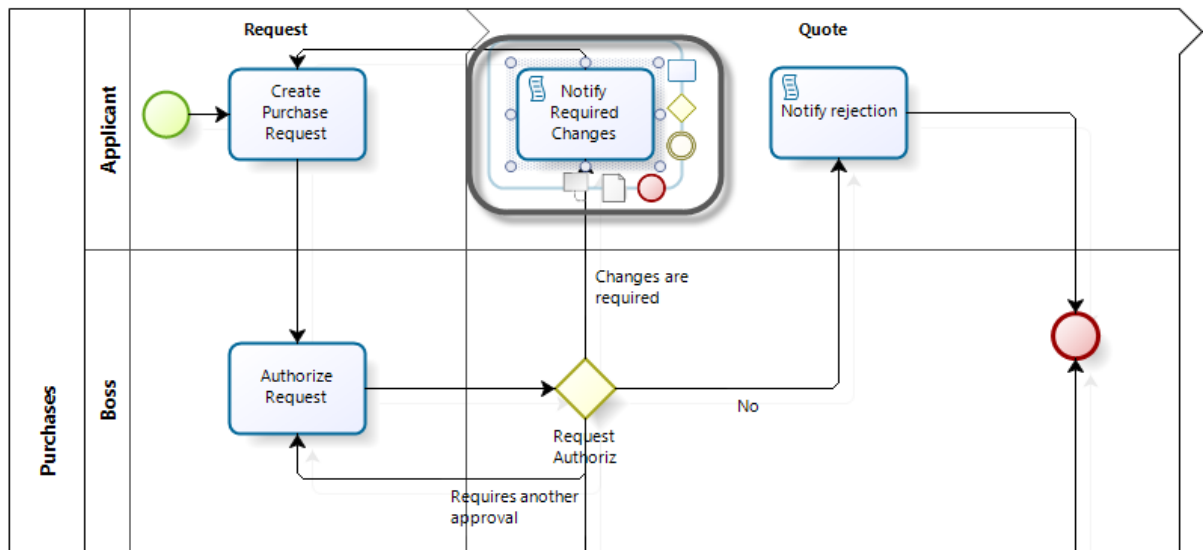 Request
Quote
Applicant
Create
Purchase
Request
Notify
Required
Changes
Notify rejection
Changes are
required
Purchases
Boss
Authorize
Request
No
Request
Authoriz
Requires another
approval